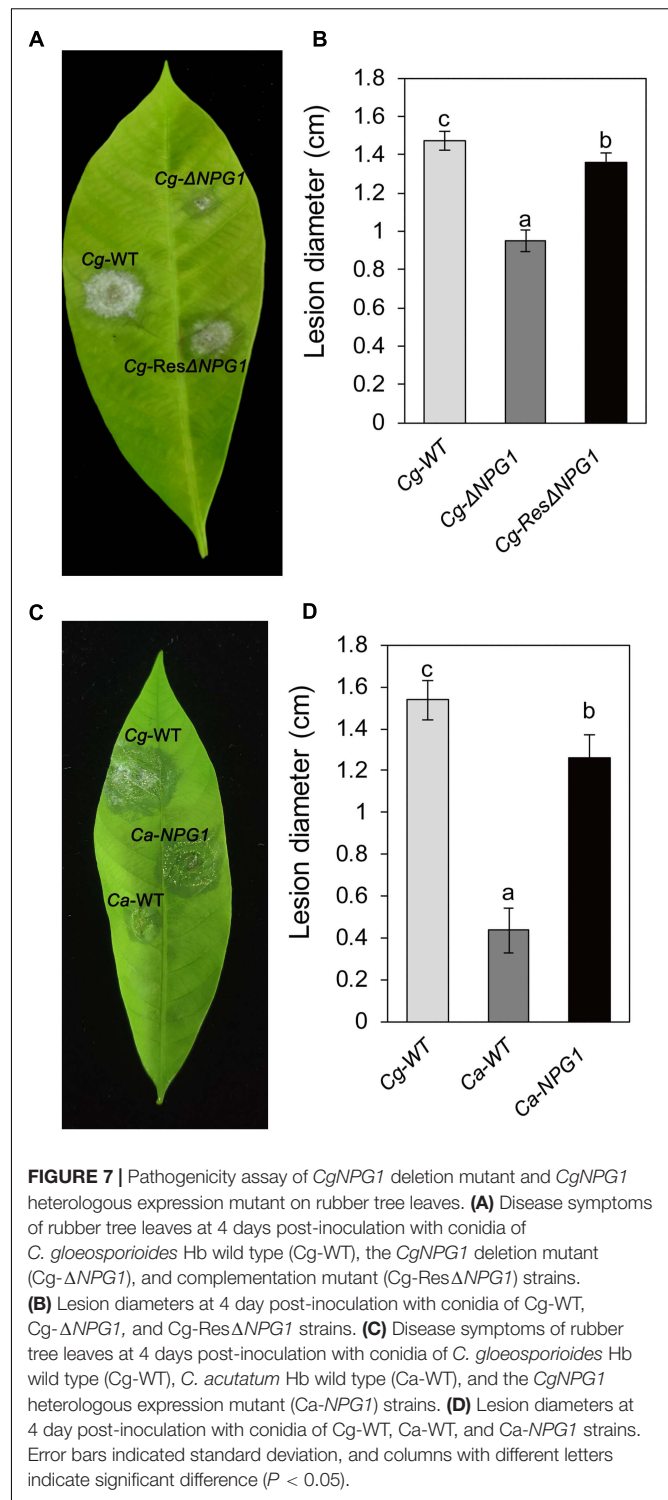 A
Cg-ΔNPG1
Cg-WT
Cg-ResΔNPG1
B
Lesion diameter (cm)
1.8
1.6
1.4
1.2
1
0.8
0.6
0.4
0.2
0
c
a
b
Cg-WT
Cg-ΔNPG1
Cg-ResΔNPG1
C
Cg-WT
Ca-NPG1
Ca-WT
D
Lesion diameter (cm)
1.8
1.6
1.4
1.2
1
0.8
0.6
0.4
0.2
0
c
a
b
Cg-WT
Ca-WT
Ca-NPG1
FIGURE 7 | Pathogenicity assay of CgNPG1 deletion mutant and CgNPG1
heterologous expression mutant on rubber tree leaves. (A) Disease symptoms
of rubber tree leaves at 4 days post-inoculation with conidia of
C. gloeosporioides Hb wild type (Cg-WT), the CgNPG1 deletion mutant
(Cg-ΔNPG1), and complementation mutant (Cg-ResΔNPG1) strains.
(B) Lesion diameters at 4 day post-inoculation with conidia of Cg-WT,
Cg-ΔNPG1, and Cg-ResΔNPG1 strains. (C) Disease symptoms of rubber
tree leaves at 4 days post-inoculation with conidia of C. gloeosporioides Hb
wild type (Cg-WT), C. acutatum Hb wild type (Ca-WT), and the CgNPG1
heterologous expression mutant (Ca-NPG1) strains. (D) Lesion diameters at
4 day post-inoculation with conidia of Cg-WT, Ca-WT, and Ca-NPG1 strains.
Error bars indicated standard deviation, and columns with different letters
indicate significant difference (P < 0.05).